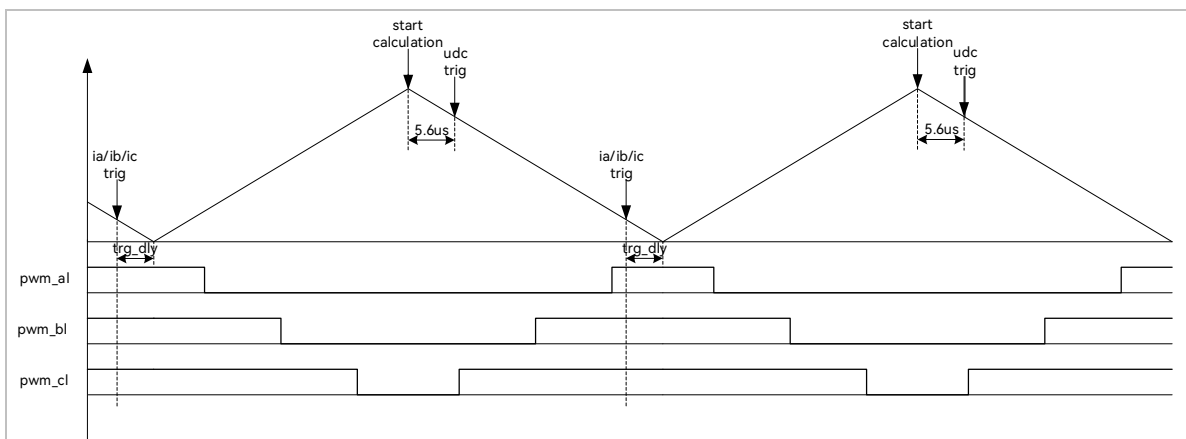 start
calculation
udc
trig
5.6us
ia/ib/ic
trig
trg_dly
ia/ib/ic
trig
trg_dly
start
calculation
udc
trig
5.6us
pwm_al
pwm_bl
pwm_cl